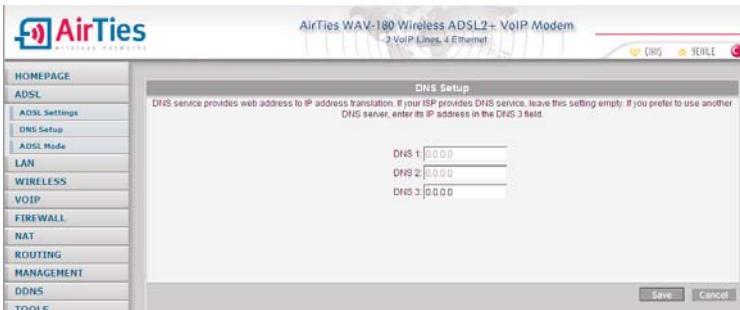 AirTies
wireless networks
AirTies WAV-180 Wireless ADSL2+ VoIP Modem
2 VoIP Lines, 4 Ethernet
ÇIKIŞ
YENİLE
HOMEPAGE
ADSL
ADSL Settings
DNS Setup
ADSL Mode
LAN
WIRELESS
VOIP
FIREWALL
NAT
ROUTING
MANAGEMENT
DDNS
TOOLS
DNS Setup
DNS service provides web address to IP address translation. If your ISP provides DNS service, leave this setting empty. If you prefer to use another
DNS server, enter its IP address in the DNS 3 field.
DNS 1: 0.0.0.0
DNS 2: 0.0.0.0
DNS 3: 0.0.0.0
Save Cancel